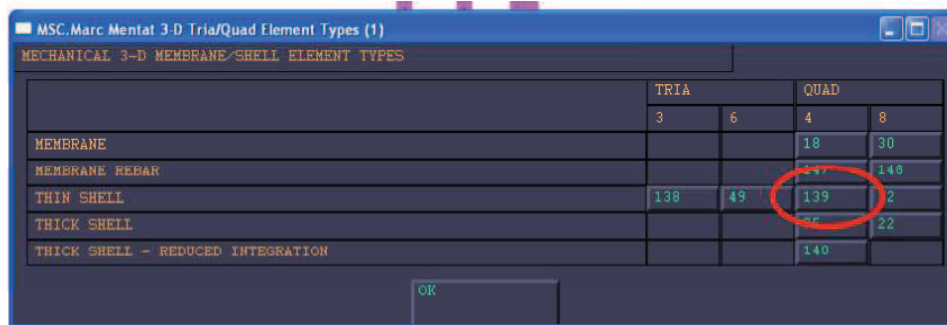 MSC.Marc Mentat 3-D Tria/Quad Element Types (1)
MECHANICAL 3-D MEMBRANE/SHELL ELEMENT TYPES
TRIA QUAD
3 6 4 8
MEMBRANE 18 30
MEMBRANE REBAR 147 148
THIN SHELL 138 49 139
THICK SHELL 22
THICK SHELL - REDUCED INTEGRATION 140
OK